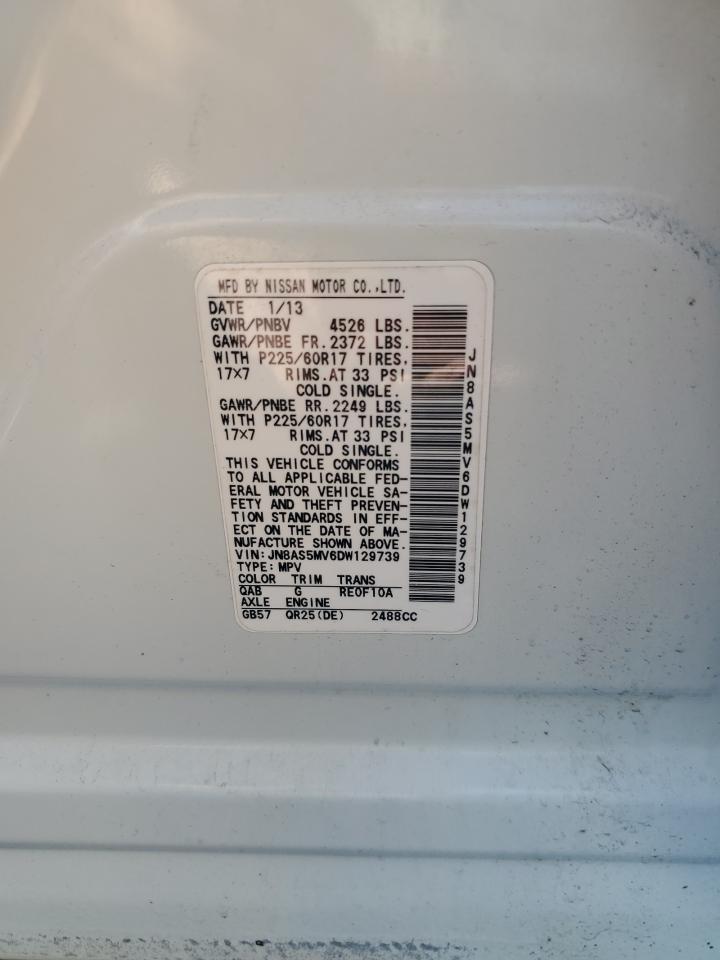 MFD BY NISSAN MOTOR CO.,LTD.
DATE 1/13
GVWR/PNBV 4526 LBS.
GAWR/PNBE FR.2372 LBS.
WITH P225/60R17 TIRES,
17×7 RIMS.AT 33 PSI
COLD SINGLE.
GAWR/PNBE RR.2249 LBS.
WITH P225/60R17 TIRES,
17×7 RIMS.AT 33 PSI
COLD SINGLE.
THIS VEHICLE CONFORMS
TO ALL APPLICABLE FED-
ERAL MOTOR VEHICLE SA-
FETY AND THEFT PREVEN-
TION STANDARDS IN EFF-
ECT ON THE DATE OF MA-
NUFACTURE SHOWN ABOVE.
VIN:JN8AS5MV6DW129739
TYPE:MPV
COLOR TRIM TRANS
QAB G RE0F10A
AXLE ENGINE
GB57 QR25(DE) 2488CC
JN8AS5MV6DW129739